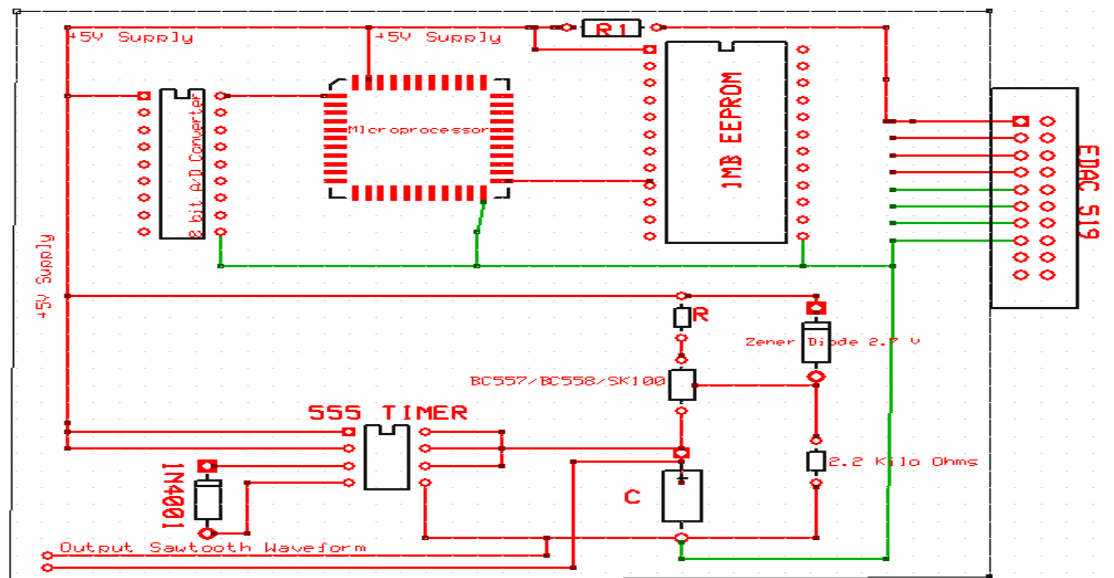 +5V Supply
+5V Supply
R1
8 bit A/D Converter
MIcroprocessor
1MB EEPROM
EDAC 519
+5V Supply
R
Zener Diode 2.7 V
BC557/BC558/SK100
555 TIMER
1N4001
2.2 Kilo Ohms
C
Output Sawtooth Waveform